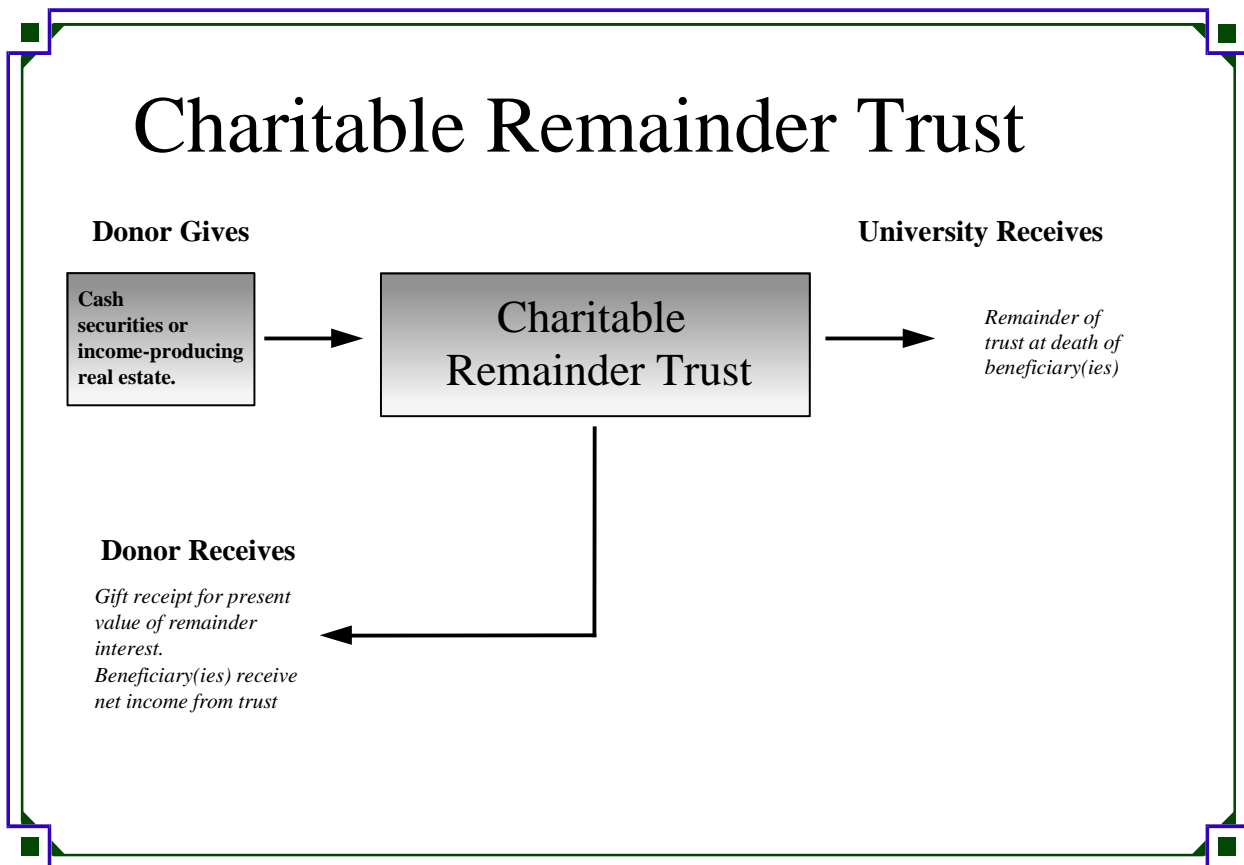 Charitable Remainder Trust
Donor Gives
University Receives
Cash
securities or
income-producing
real estate.
Charitable
Remainder Trust
Remainder of
trust at death of
beneficiary(ies)
Donor Receives
Gift receipt for present
value of remainder
interest.
Beneficiary(ies) receive
net income from trust